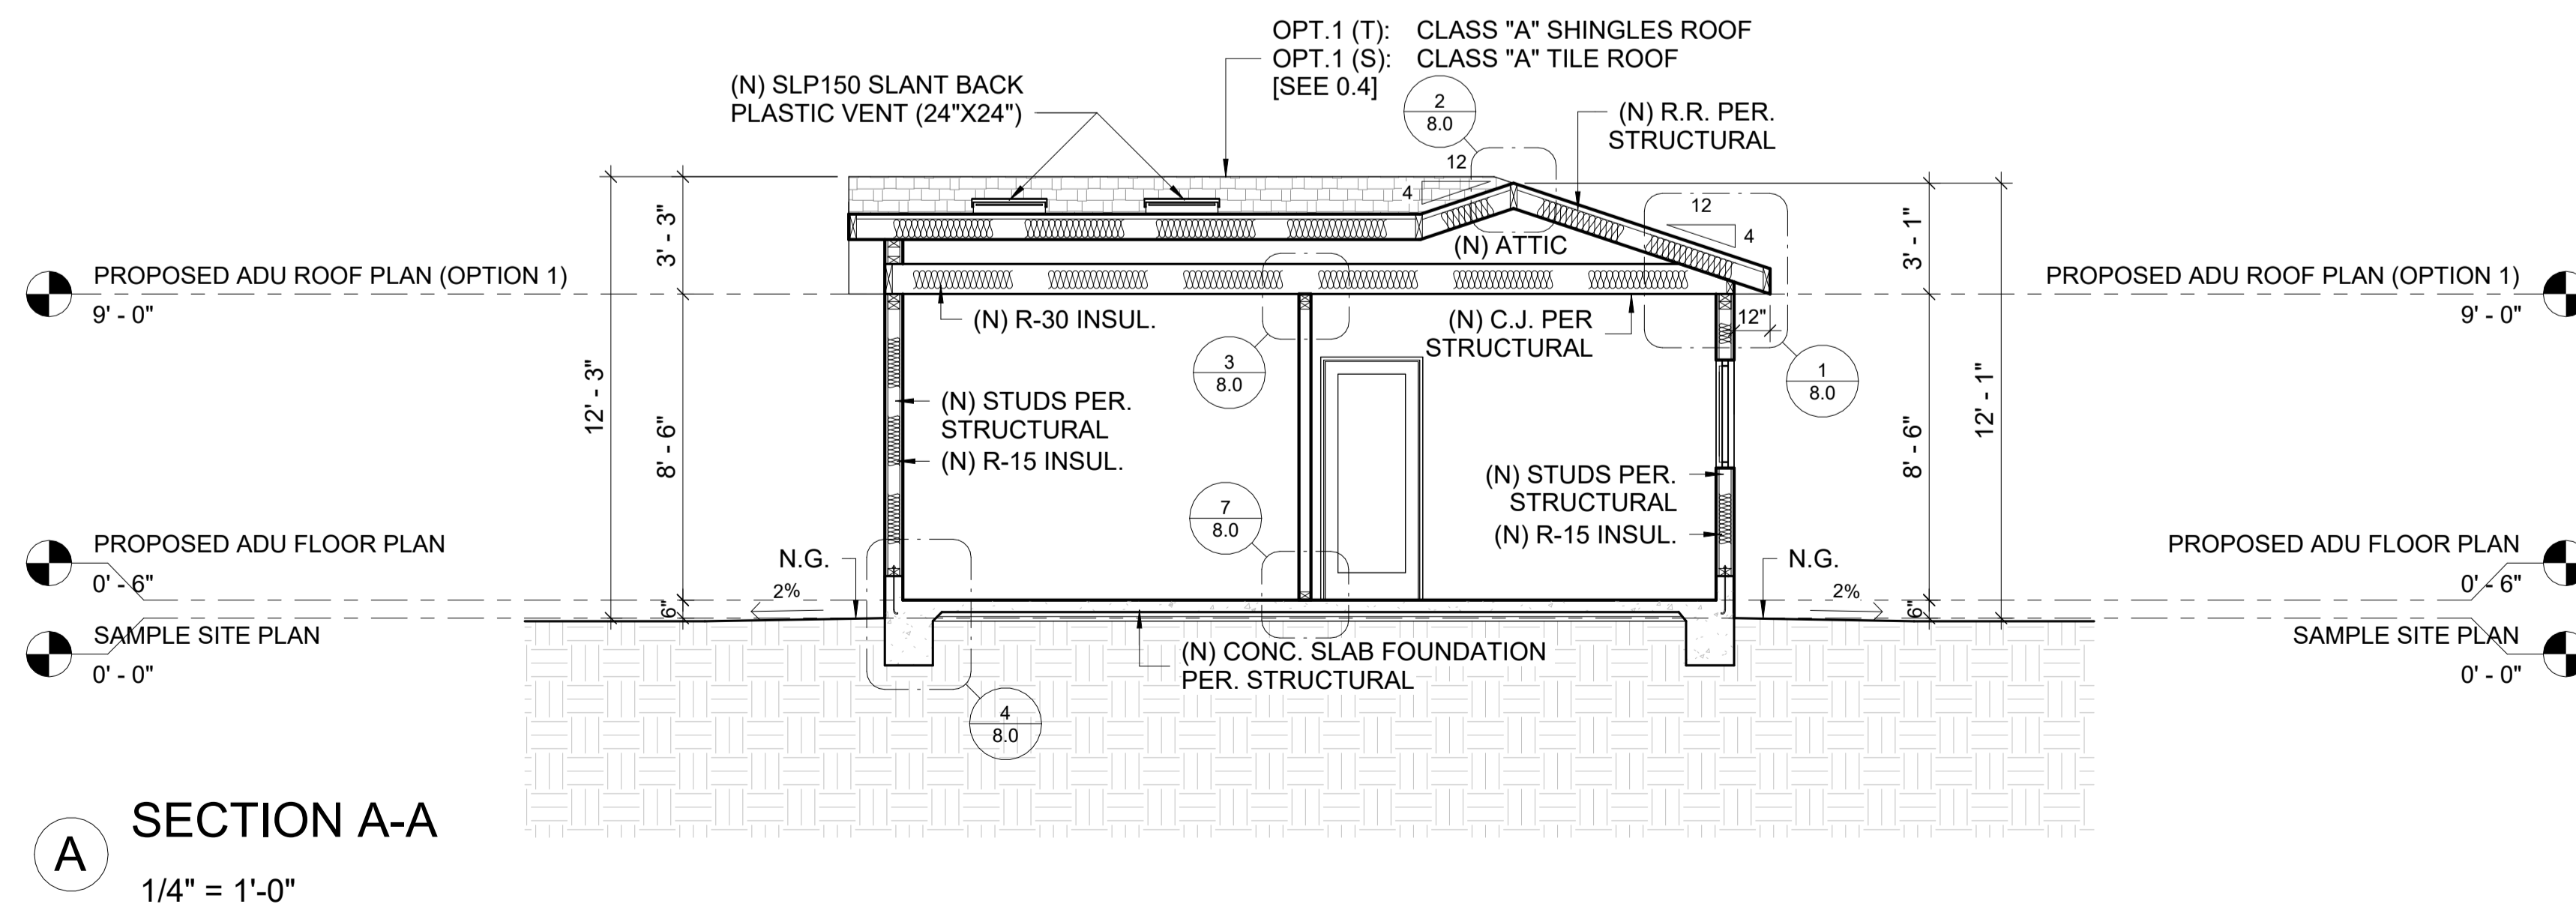 OPT.1 (T): CLASS "A" SHINGLES ROOF
OPT.1 (S): CLASS "A" TILE ROOF
[SEE 0.4]
(N) SLP150 SLANT BACK
PLASTIC VENT (24"X24")
2
8.0
(N) R.R. PER.
STRUCTURAL
12
4
12
4
(N) ATTIC
3' - 3"
3' - 1"
PROPOSED ADU ROOF PLAN (OPTION 1)
9' - 0"
PROPOSED ADU ROOF PLAN (OPTION 1)
9' - 0"
(N) R-30 INSUL.
(N) C.J. PER
STRUCTURAL
12"
3
8.0
1
8.0
12' - 3"
8' - 6"
(N) STUDS PER.
STRUCTURAL
(N) R-15 INSUL.
8' - 6"
12' - 1"
(N) STUDS PER.
STRUCTURAL
(N) R-15 INSUL.
7
8.0
PROPOSED ADU FLOOR PLAN
0' - 6"
N.G.
2%
6"
N.G.
2%
6"
PROPOSED ADU FLOOR PLAN
0' - 6"
SAMPLE SITE PLAN
0' - 0"
SAMPLE SITE PLAN
0' - 0"
(N) CONC. SLAB FOUNDATION
PER. STRUCTURAL
4
8.0
A
SECTION A-A
1/4" = 1'-0"